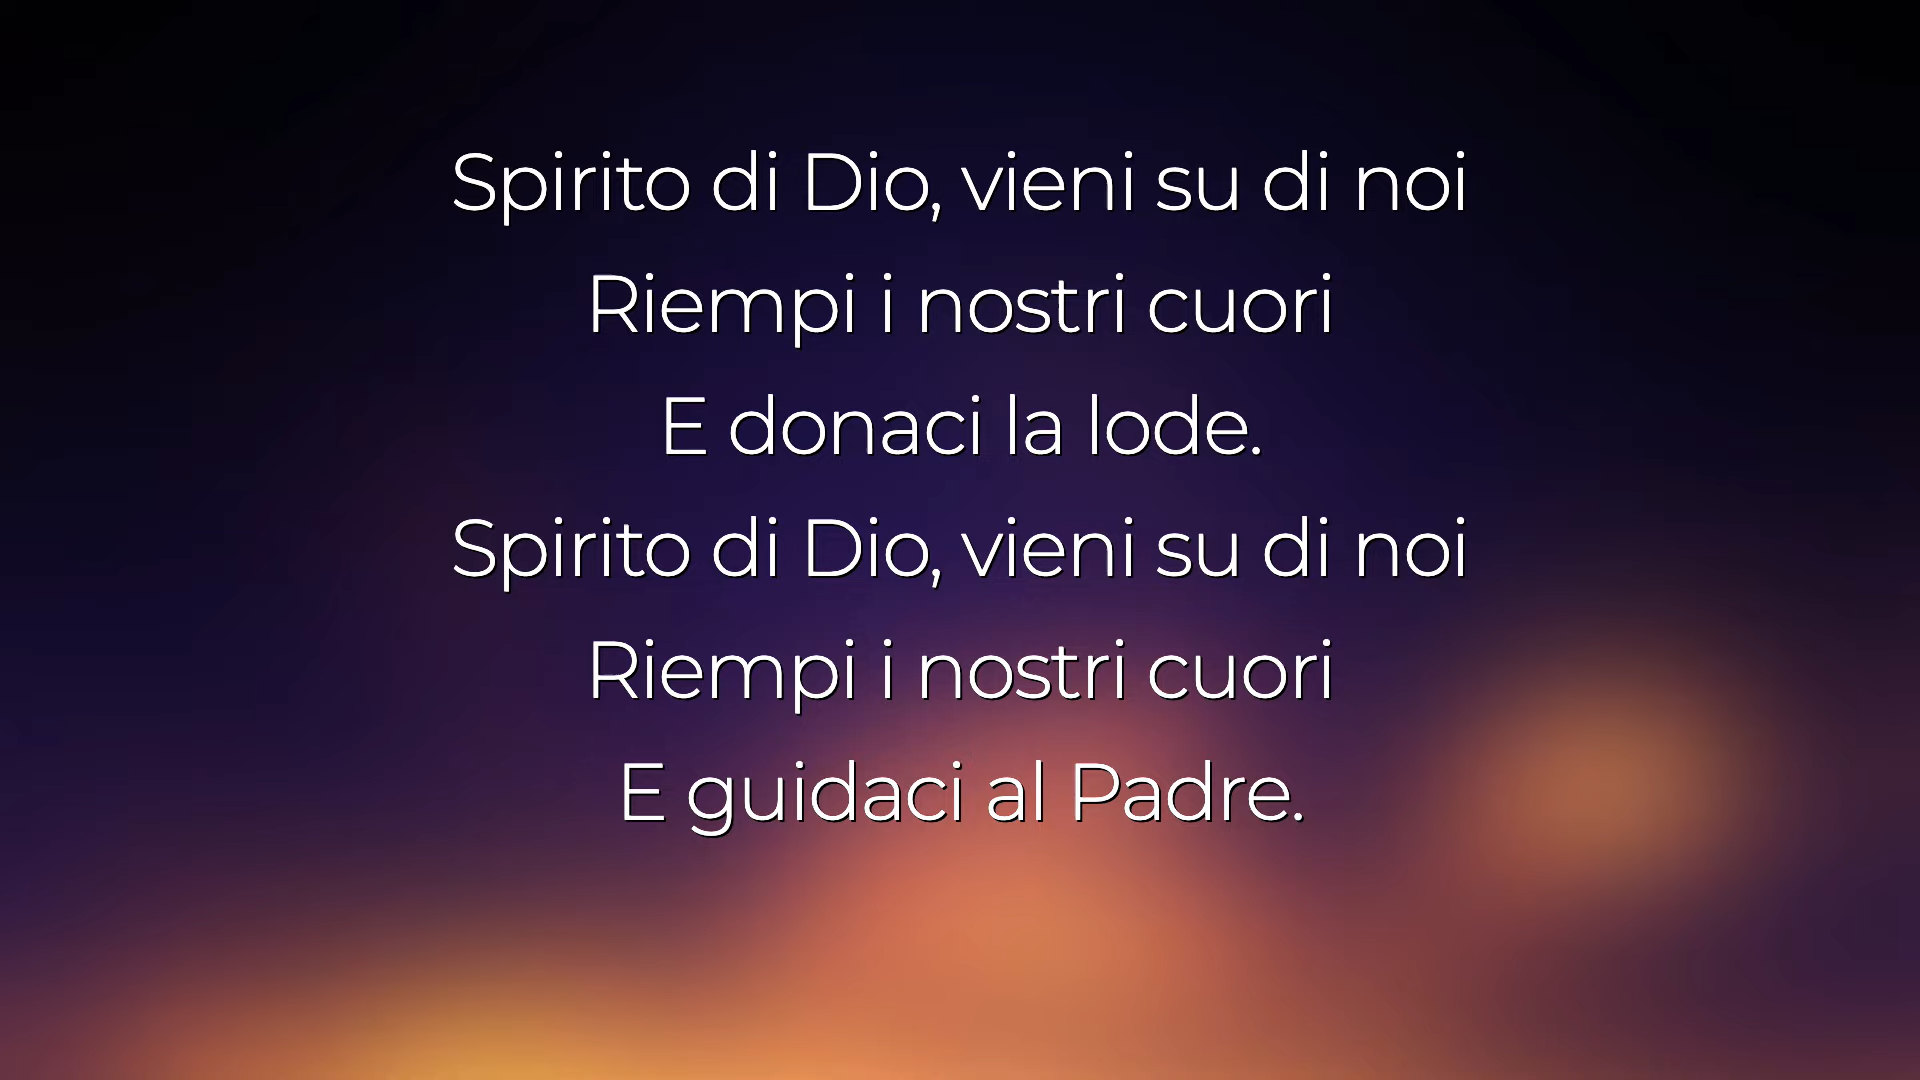 Spirito di Dio, vieni su di noi
Riempi i nostri cuori
E donaci la lode.
Spirito di Dio, vieni su di noi
Riempi i nostri cuori
E guidaci al Padre.